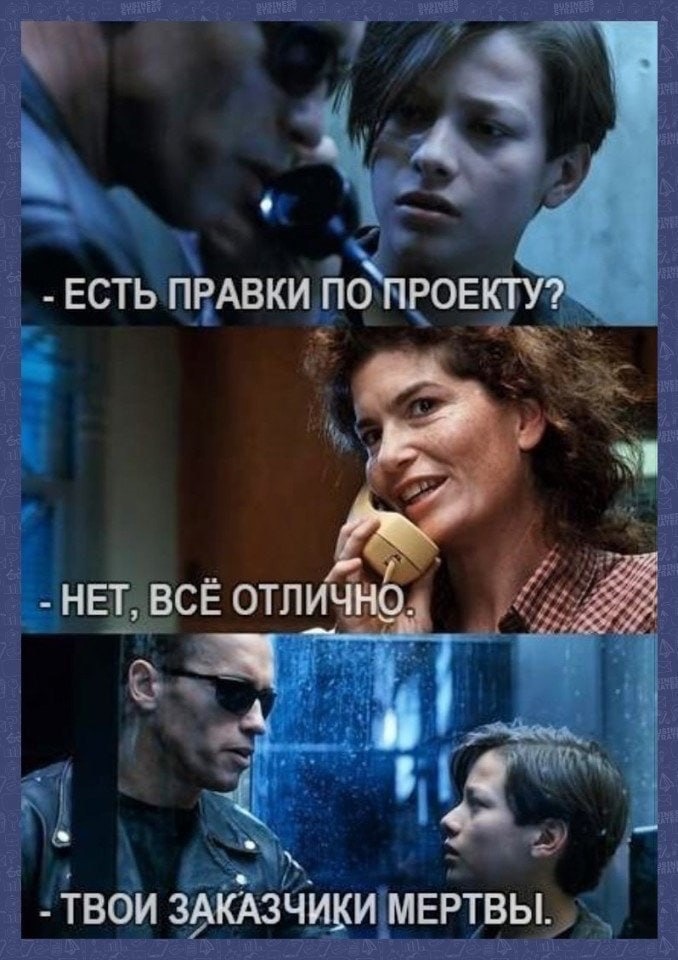 - ЕСТЬ ПРАВКИ ПО ПРОЕКТУ?
- НЕТ, ВСЁ ОТЛИЧНО.
- ТВОИ ЗАКАЗЧИКИ МЕРТВЫ.